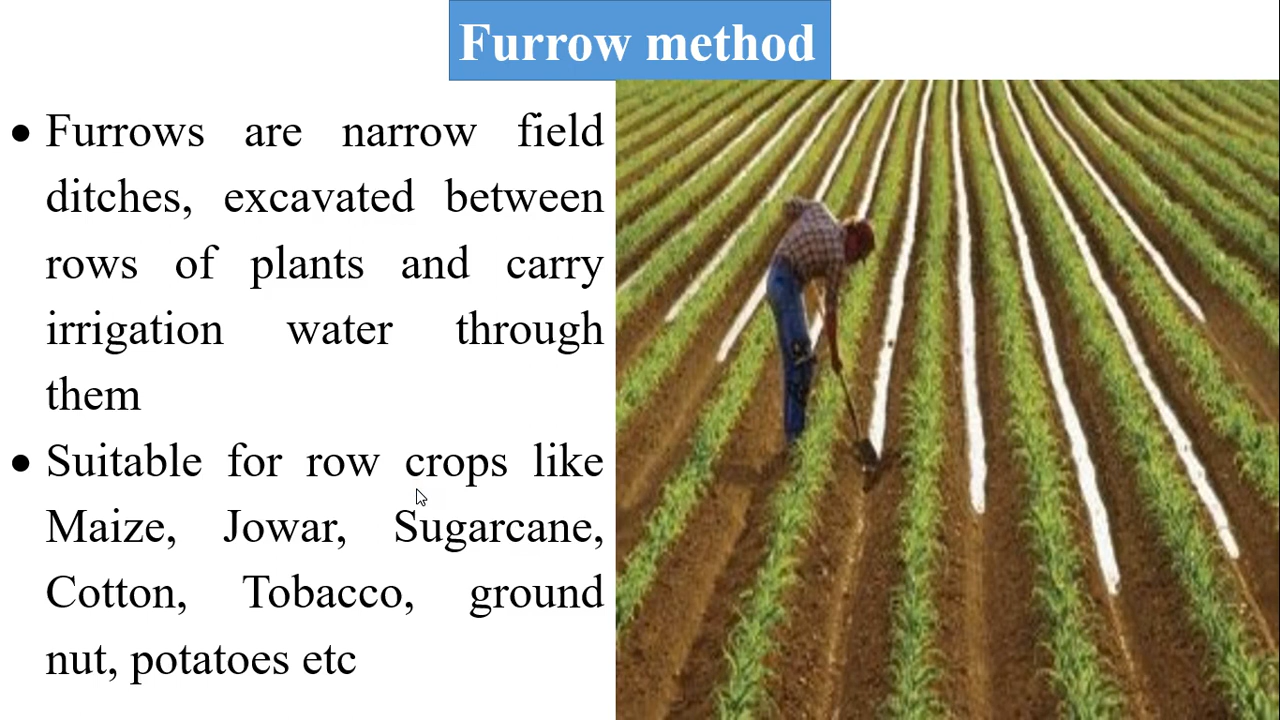 Furrow method
• Furrows are narrow field
ditches, excavated between
rows of plants and carry
irrigation water through
them
• Suitable for row crops like
Maize, Jowar, Sugarcane,
Cotton, Tobacco, ground
nut, potatoes etc